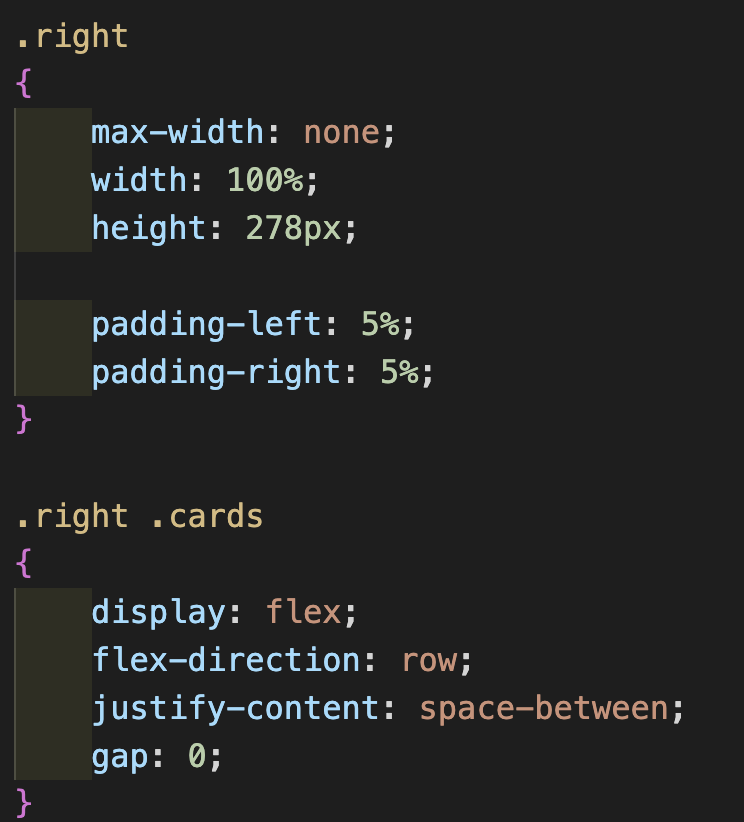 .right
{
    max-width: none;
    width: 100%;
    height: 278px;

    padding-left: 5%;
    padding-right: 5%;
}

.right .cards
{
    display: flex;
    flex-direction: row;
    justify-content: space-between;
    gap: 0;
}